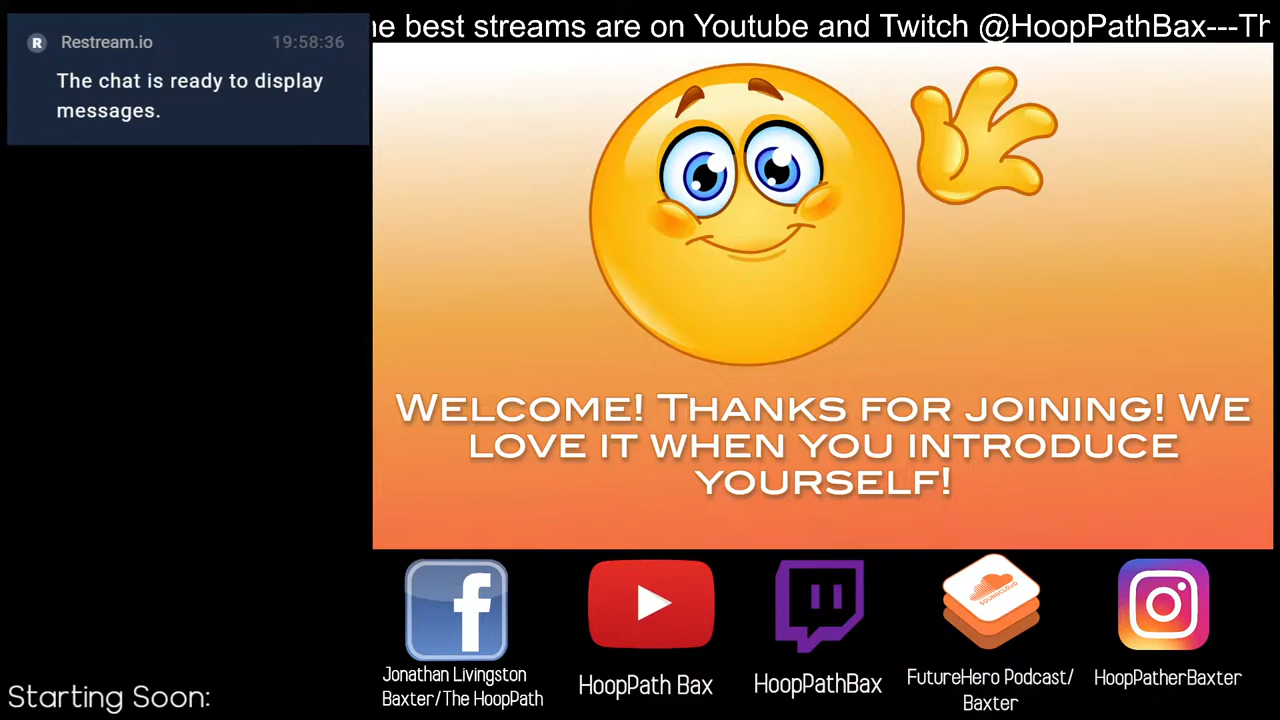 Restream.io 19:58:36
The chat is ready to display
messages.
he best streams are on Youtube and Twitch @HoopPathBax---Th
WELCOME! THANKS FOR JOINING! WE
LOVE IT WHEN YOU INTRODUCE
YOURSELF!
SOUNDCLOUD
Jonathan Livingston
Baxter/The HoopPath
HoopPath Bax
HoopPathBax
FutureHero Podcast/
Baxter
HoopPatherBaxter
Starting Soon: